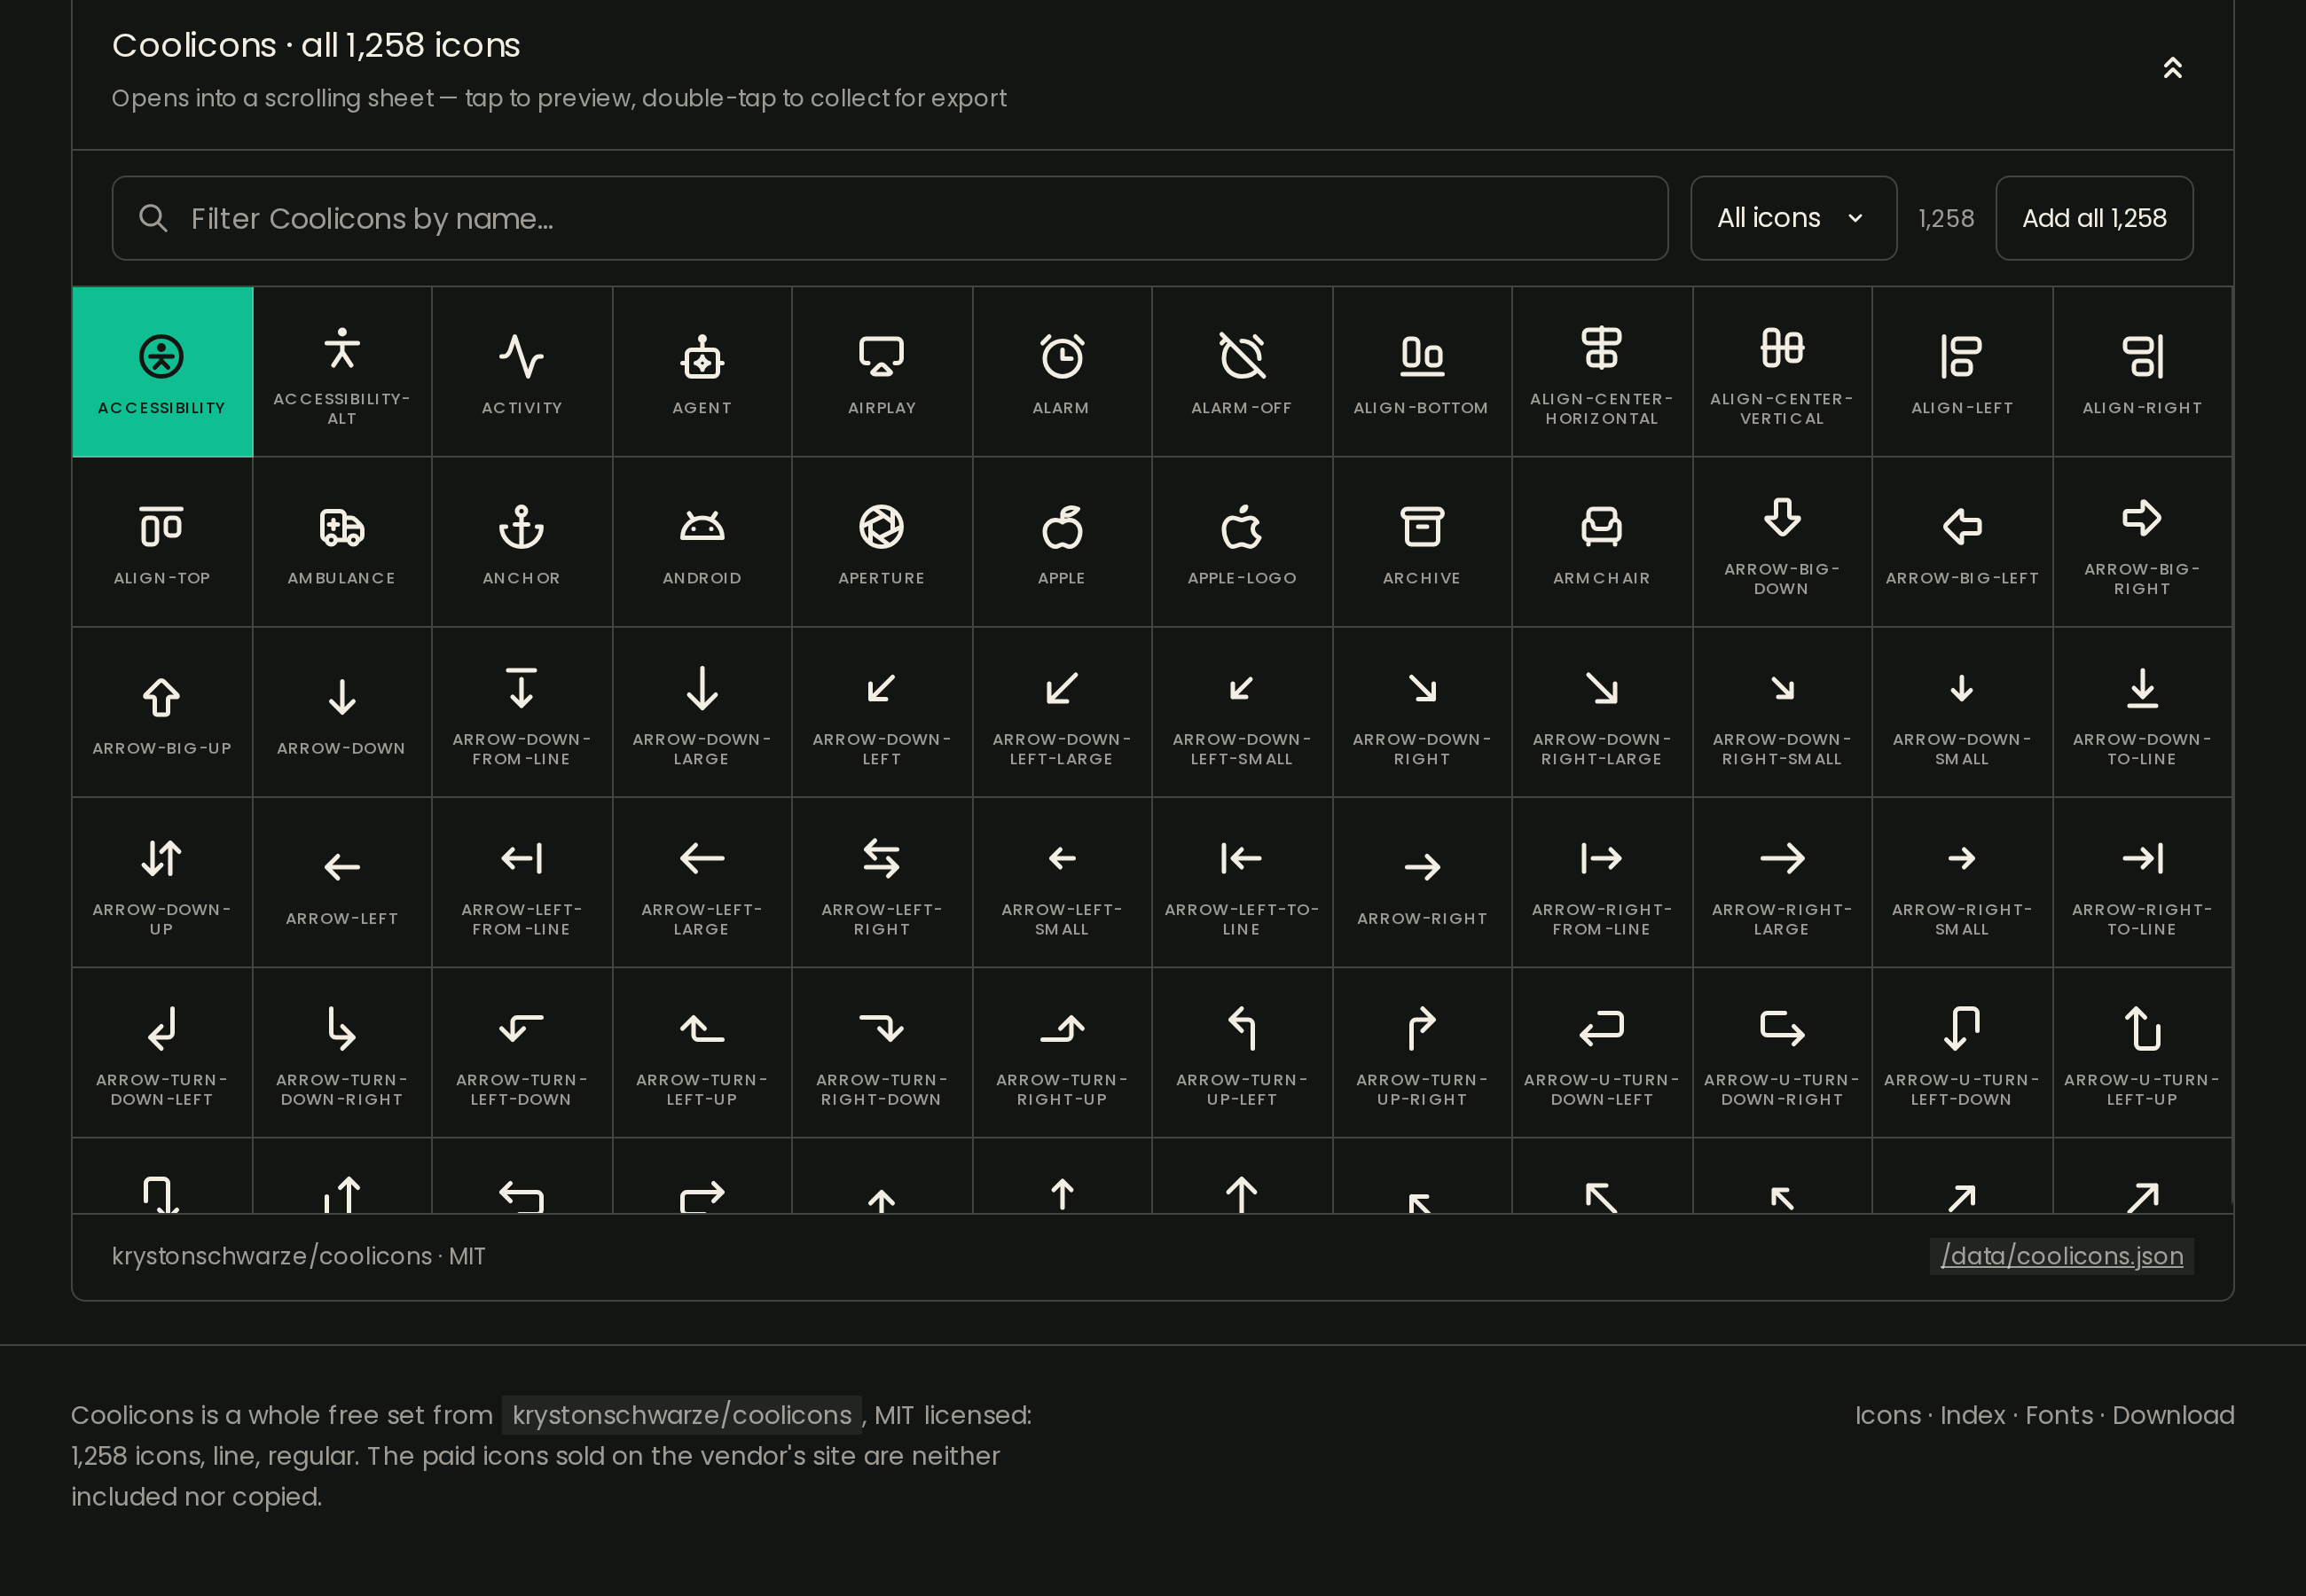 Coolicons · all 1,258 icons
Opens into a scrolling sheet — tap to preview, double-tap to collect for export
Filter Coolicons by name...
All icons
1,258
Add all 1,258
ACCESSIBILITY
ACCESSIBILITY-
ALT
ACTIVITY
AGENT
AIRPLAY
ALARM
ALARM-OFF
ALIGN-BOTTOM
ALIGN-CENTER-
HORIZONTAL
ALIGN-CENTER-
VERTICAL
ALIGN-LEFT
ALIGN-RIGHT
ALIGN-TOP
AMBULANCE
ANCHOR
ANDROID
APERTURE
APPLE
APPLE-LOGO
ARCHIVE
ARMCHAIR
ARROW-BIG-
DOWN
ARROW-BIG-LEFT
ARROW-BIG-
RIGHT
ARROW-BIG-UP
ARROW-DOWN
ARROW-DOWN-
FROM-LINE
ARROW-DOWN-
LARGE
ARROW-DOWN-
LEFT
ARROW-DOWN-
LEFT-LARGE
ARROW-DOWN-
LEFT-SMALL
ARROW-DOWN-
RIGHT
ARROW-DOWN-
RIGHT-LARGE
ARROW-DOWN-
RIGHT-SMALL
ARROW-DOWN-
SMALL
ARROW-DOWN-
TO-LINE
ARROW-DOWN-
UP
ARROW-LEFT
ARROW-LEFT-
FROM-LINE
ARROW-LEFT-
LARGE
ARROW-LEFT-
RIGHT
ARROW-LEFT-
SMALL
ARROW-LEFT-TO-
LINE
ARROW-RIGHT
ARROW-RIGHT-
FROM-LINE
ARROW-RIGHT-
LARGE
ARROW-RIGHT-
SMALL
ARROW-RIGHT-
TO-LINE
ARROW-TURN-
DOWN-LEFT
ARROW-TURN-
DOWN-RIGHT
ARROW-TURN-
LEFT-DOWN
ARROW-TURN-
LEFT-UP
ARROW-TURN-
RIGHT-DOWN
ARROW-TURN-
RIGHT-UP
ARROW-TURN-
UP-LEFT
ARROW-TURN-
UP-RIGHT
ARROW-U-TURN-
DOWN-LEFT
ARROW-U-TURN-
DOWN-RIGHT
ARROW-U-TURN-
LEFT-DOWN
ARROW-U-TURN-
LEFT-UP
krystonschwarze/coolicons · MIT
/data/coolicons.json
Coolicons is a whole free set from krystonschwarze/coolicons, MIT licensed:
1,258 icons, line, regular. The paid icons sold on the vendor's site are neither
included nor copied.
Icons · Index · Fonts · Download